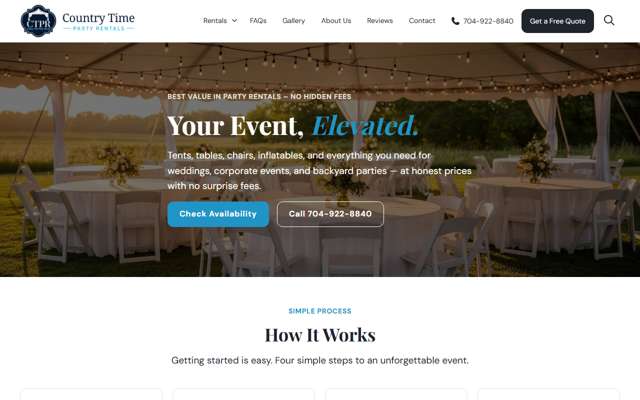 CTPR
Country Time
PARTY RENTALS
Rentals
FAQs
Gallery
About Us
Reviews
Contact
704-922-8840
Get a Free Quote
BEST VALUE IN PARTY RENTALS – NO HIDDEN FEES
Your Event, Elevated.
Tents, tables, chairs, inflatables, and everything you need for
weddings, corporate events, and backyard parties — at honest prices
with no surprise fees.
Check Availability
Call 704-922-8840
SIMPLE PROCESS
How It Works
Getting started is easy. Four simple steps to an unforgettable event.